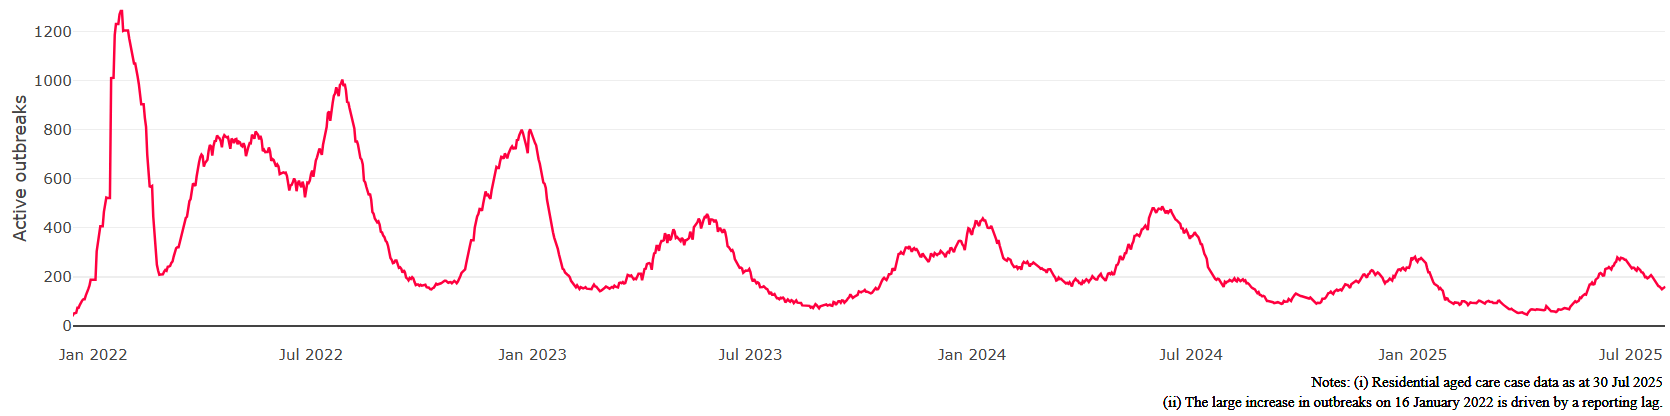 Active outbreaks
1200
1000
800
600
400
200
0
Jan 2022 Jul 2022 Jan 2023 Jul 2023 Jan 2024 Jul 2024 Jan 2025 Jul 2025
Notes: (i) Residential aged care case data as at 30 Jul 2025
(ii) The large increase in outbreaks on 16 January 2022 is driven by a reporting lag.